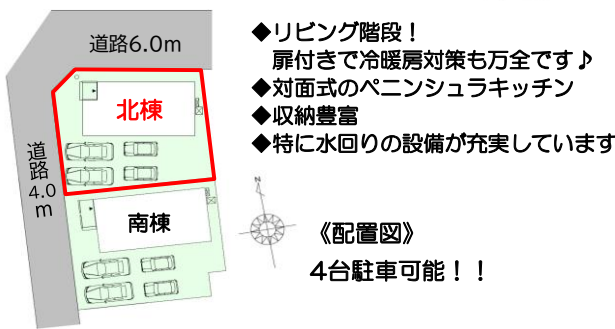 道路6.0m
道路4.0m
北棟
南棟
N
◆リビング階段！
扉付きで冷暖房対策も万全です♪
◆対面式のペニンシュラキッチン
◆収納豊富
◆特に水回りの設備が充実しています
《配置図》
4台駐車可能！！